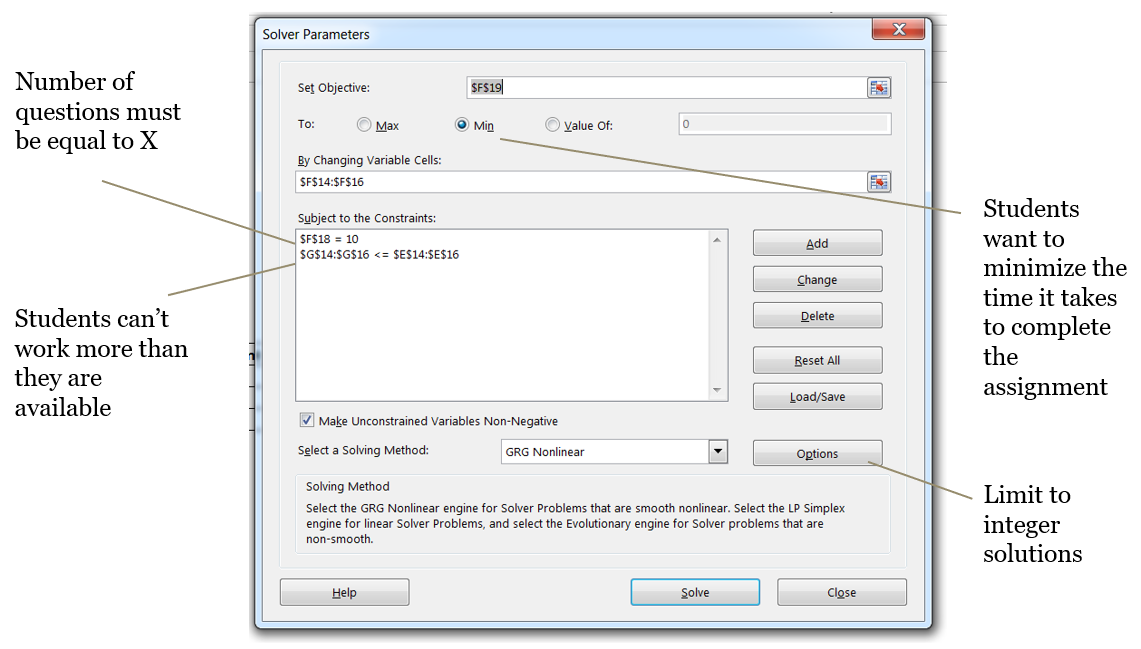 Solver Parameters
Number of
questions must
be equal to X
Students can't
work more than
they are
available
Set Objective:
$F$19
To:
Max
Min
Value Of:
0
By Changing Variable Cells:
$F$14:$F$16
Subject to the Constraints:
$F$18 = 10
$G$14:$G$16 <= $E$14:$E$16
Add
Change
Delete
Reset All
Load/Save
Make Unconstrained Variables Non-Negative
Select a Solving Method:
GRG Nonlinear
Options
Solving Method
Select the GRG Nonlinear engine for Solver Problems that are smooth nonlinear. Select the LP Simplex
engine for linear Solver Problems, and select the Evolutionary engine for Solver problems that are
non-smooth.
Help
Solve
Close
Students
want to
minimize the
time it takes
to complete
the
assignment
Limit to
integer
solutions